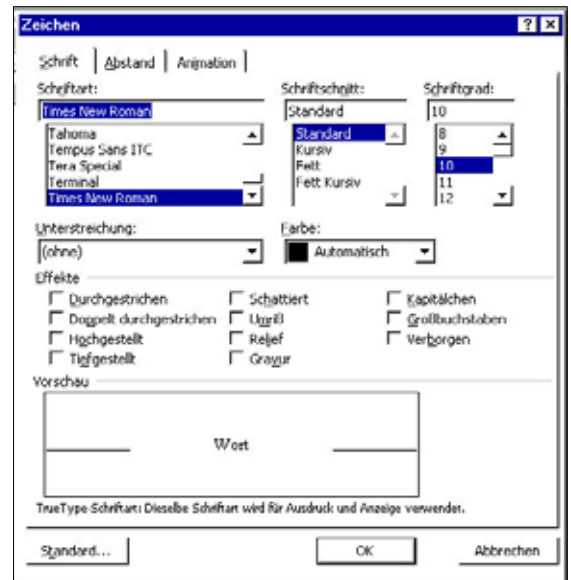 Zeichen
Schrift Abstand Animation
Schriftart: Schriftschnitt: Schriftgrad:
Times New Roman Standard 10
Tahoma Standard 8
Tempus Sans ITC Kursiv 9
Tera Special Fett 10
Terminal Fett Kursiv 11
Times New Roman 12
Unterstreichung: Farbe:
(ohne) Automatisch
Effekte
Durchgestrichen Schattiert Kapitälchen
Doppelt durchgestrichen Umriß Großbuchstaben
Hochgestellt Relief Verborgen
Tiefgestellt Gravur
Vorschau
Wort
TrueType-Schriftart: Dieselbe Schriftart wird für Ausdruck und Anzeige verwendet.
Standard... OK Abbrechen